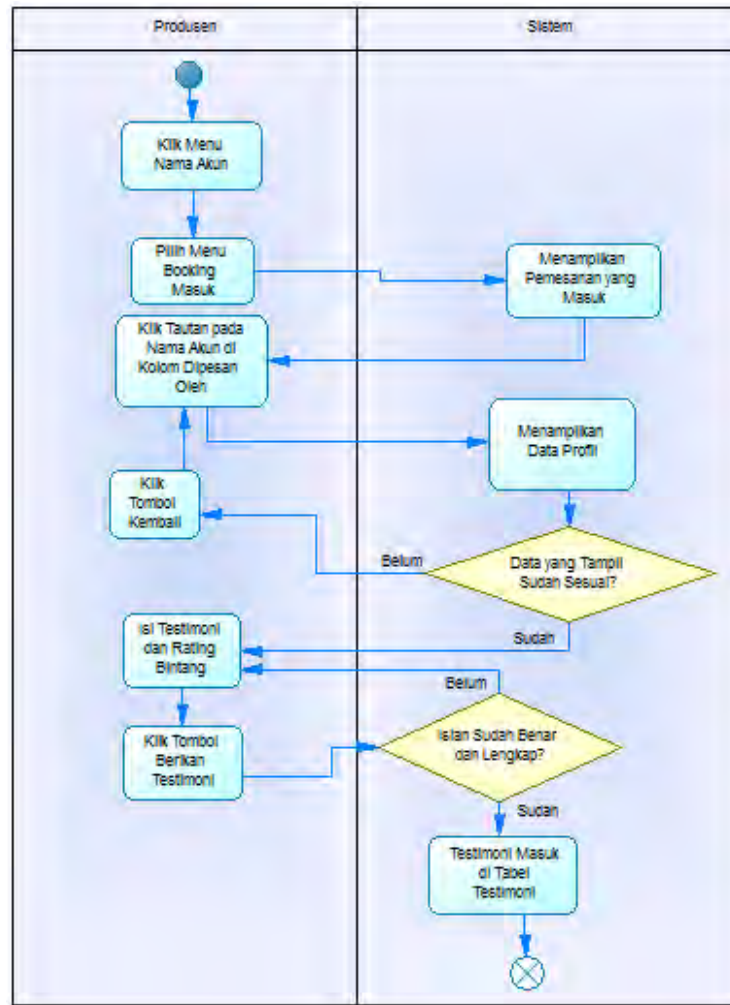 Produsen
Sistem
Klik Menu
Nama Akun
Pilih Menu
Booking
Masuk
Menampilkan
Pemesanan yang
Masuk
Klik Tautan pada
Nama Akun di
Kolom Dipesan
Oleh
Menampilkan
Data Profil
Klik
Tombol
Kembali
Belum
Data yang Tampil
Sudah Sesuai?
Sudah
Isi Testimoni
dan Rating
Bintang
Belum
Isian Sudah Benar
dan Lengkap?
Klik Tombol
Berikan
Testimoni
Sudah
Testimoni Masuk
di Tabel
Testimoni